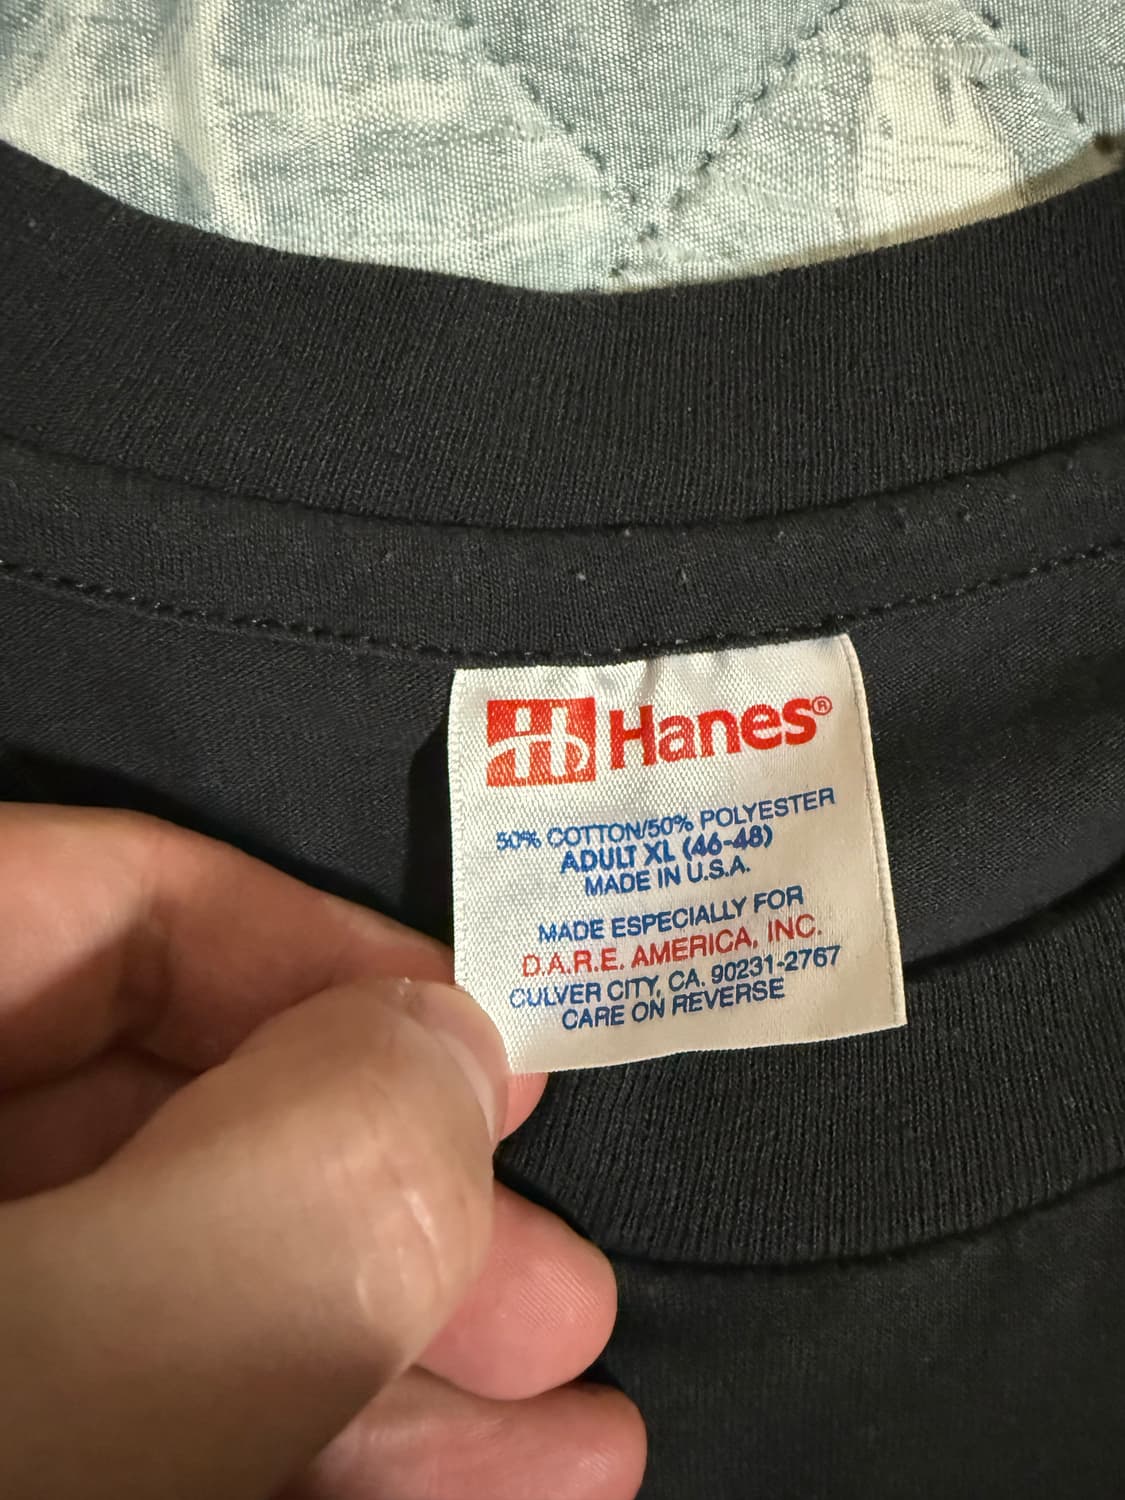 Hanes®
50% COTTON/50% POLYESTER
ADULT XL (46-48)
MADE IN U.S.A.
MADE ESPECIALLY FOR
D.A.R.E. AMERICA, INC.
CULVER CITY, CA. 90231-2767
CARE ON REVERSE